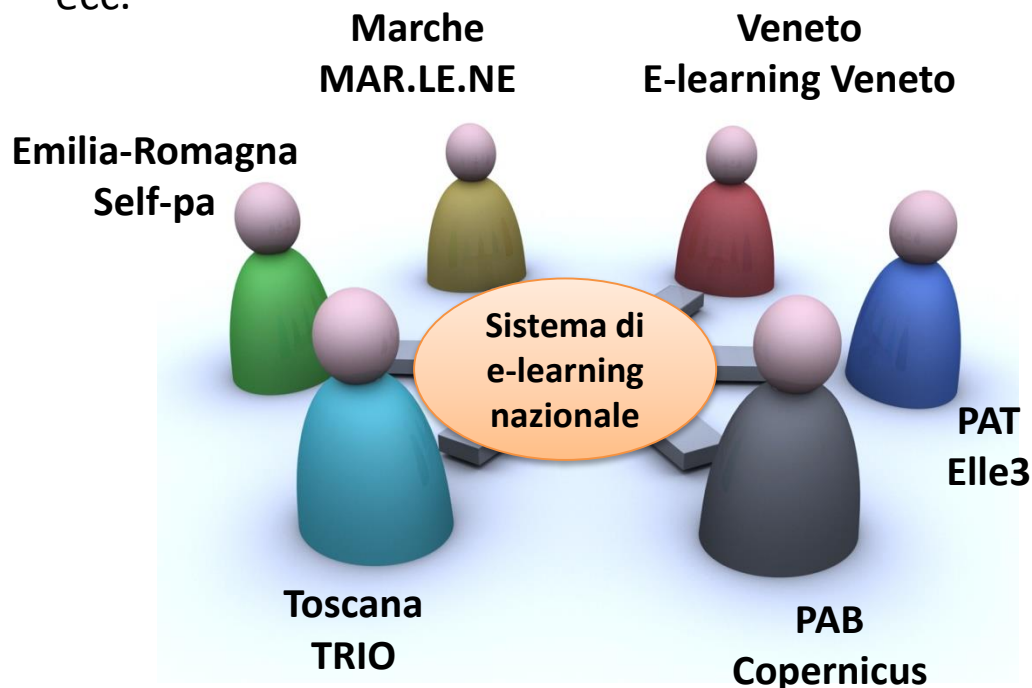 ecc.
Marche
MAR.LE.NE
Veneto
E-learning Veneto
Emilia-Romagna
Self-pa
Sistema di
e-learning
nazionale
PAT
Elle3
Toscana
TRIO
PAB
Copernicus